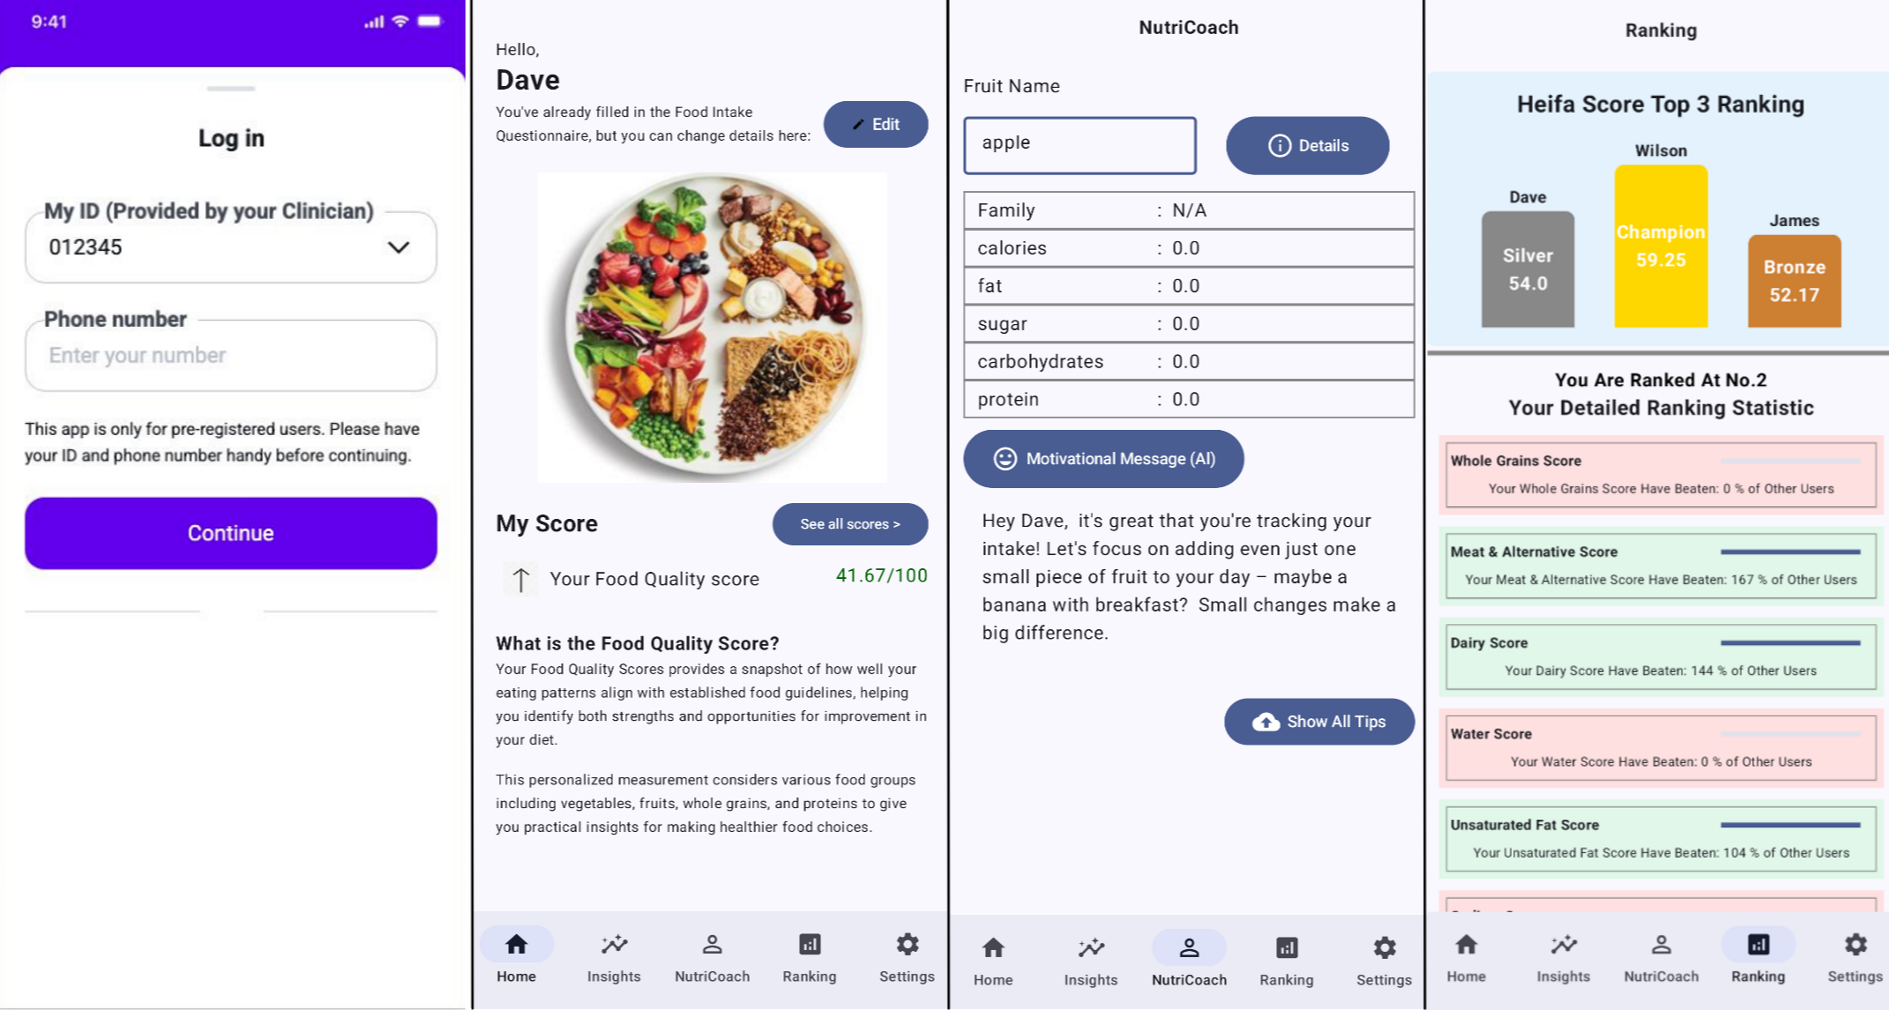 9:41
Log in
My ID (Provided by your Clinician)
012345
Phone number
Enter your number
This app is only for pre-registered users. Please have
your ID and phone number handy before continuing.
Continue
Hello,
Dave
You've already filled in the Food Intake
Questionnaire, but you can change details here:
Edit
My Score
See all scores >
Your Food Quality score
41.67/100
What is the Food Quality Score?
Your Food Quality Scores provides a snapshot of how well your
eating patterns align with established food guidelines, helping
you identify both strengths and opportunities for improvement in
your diet.
This personalized measurement considers various food groups
including vegetables, fruits, whole grains, and proteins to give
you practical insights for making healthier food choices.
Home Insights NutriCoach Ranking Settings
NutriCoach
Fruit Name
apple
Details
Family : N/A
calories : 0.0
fat : 0.0
sugar : 0.0
carbohydrates : 0.0
protein : 0.0
Motivational Message (AI)
Hey Dave, it's great that you're tracking your
intake! Let's focus on adding even just one
small piece of fruit to your day – maybe a
banana with breakfast? Small changes make a
big difference.
Show All Tips
Home Insights NutriCoach Ranking Settings
Ranking
Heifa Score Top 3 Ranking
Wilson
Dave
James
Champion
59.25
Silver
54.0
Bronze
52.17
You Are Ranked At No.2
Your Detailed Ranking Statistic
Whole Grains Score
Your Whole Grains Score Have Beaten: 0 % of Other Users
Meat & Alternative Score
Your Meat & Alternative Score Have Beaten: 167 % of Other Users
Dairy Score
Your Dairy Score Have Beaten: 144 % of Other Users
Water Score
Your Water Score Have Beaten: 0 % of Other Users
Unsaturated Fat Score
Your Unsaturated Fat Score Have Beaten: 104 % of Other Users
Home Insights NutriCoach Ranking Settings